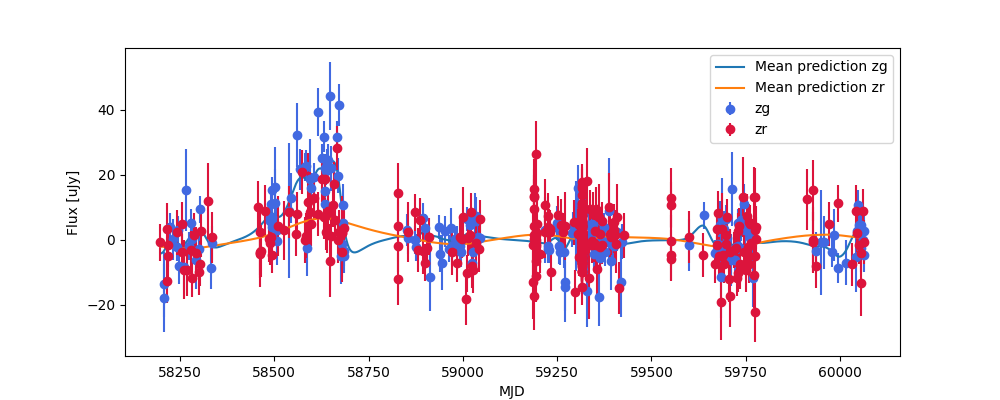 Mean prediction zg
Mean prediction zr
zg
zr
Flux [uJy]
40
20
0
−20
58250 58500 58750 59000 59250 59500 59750 60000
MJD